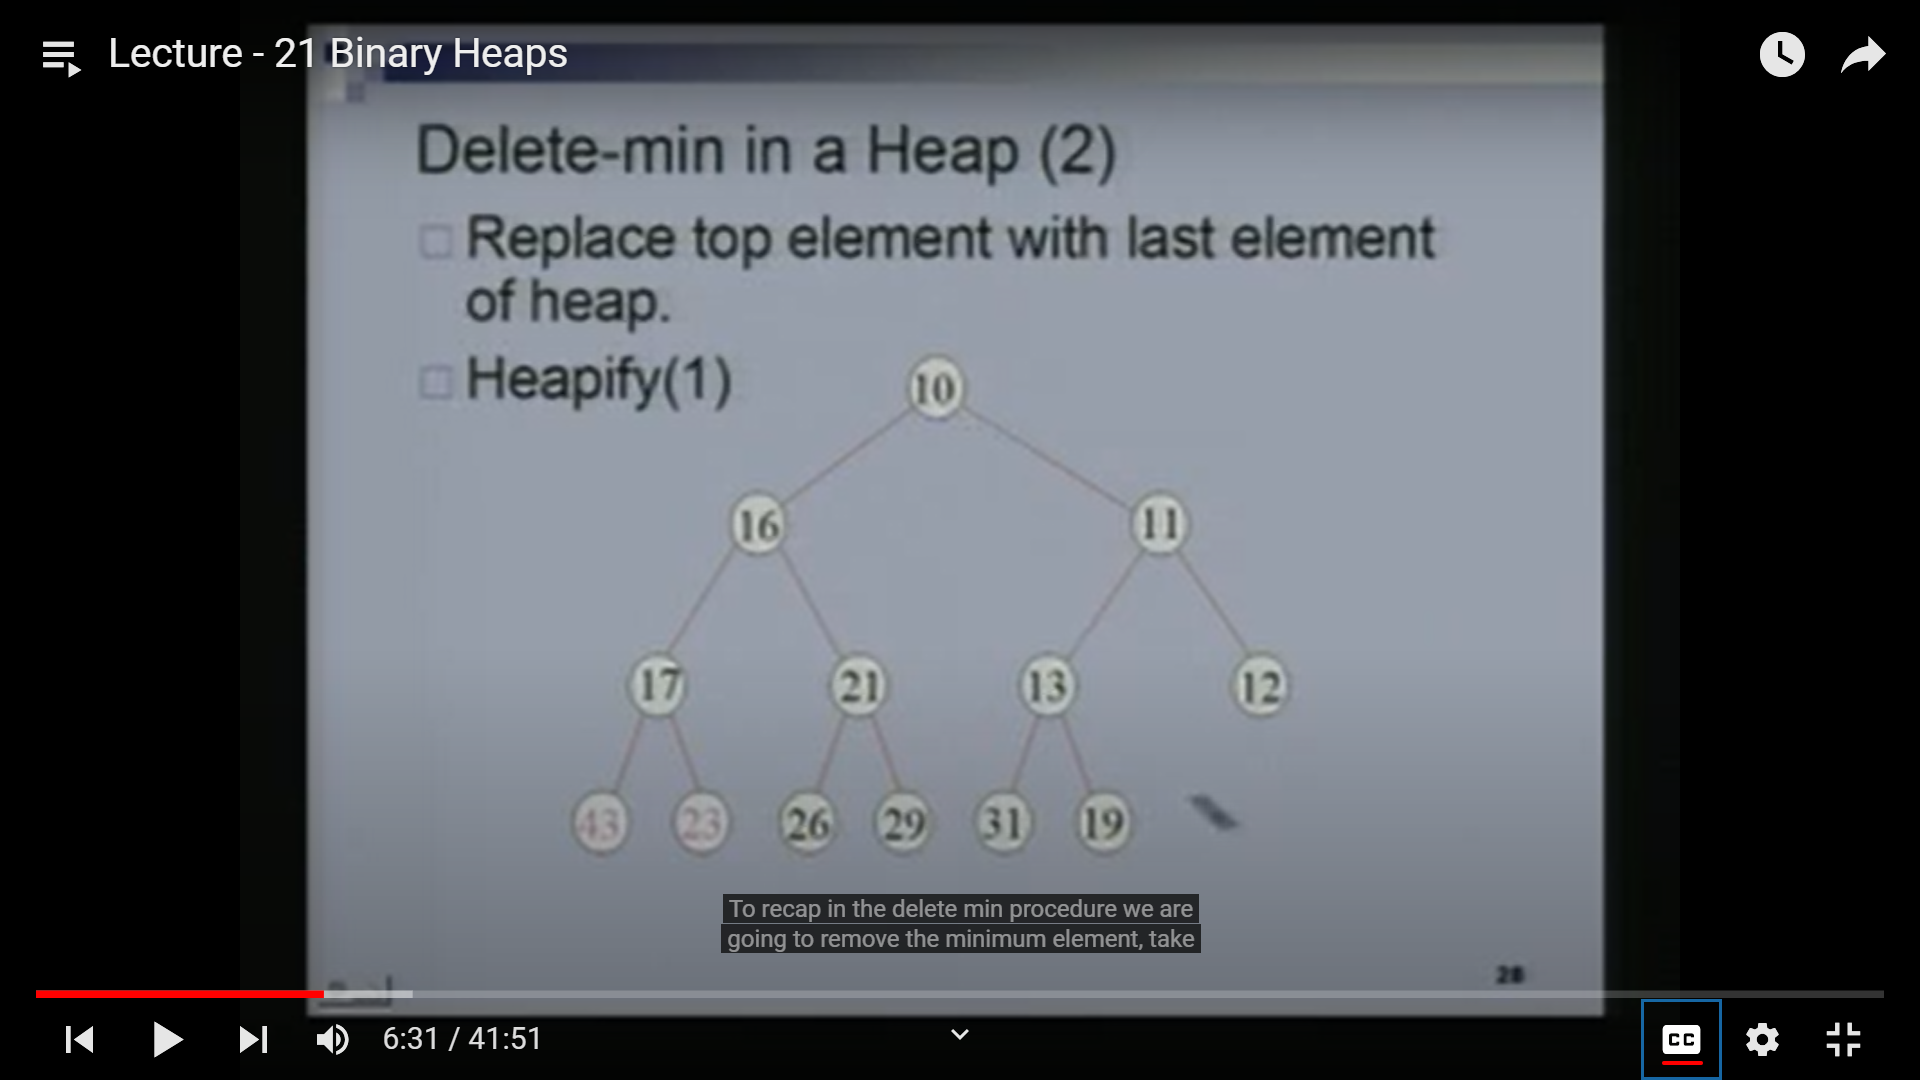 Lecture - 21 Binary Heaps
Delete-min in a Heap (2)
Replace top element with last element
of heap.
Heapify(1)
10
16
11
17
21
13
12
43
23
26
29
31
19
To recap in the delete min procedure we are
going to remove the minimum element, take
28
6:31 / 41:51
CC